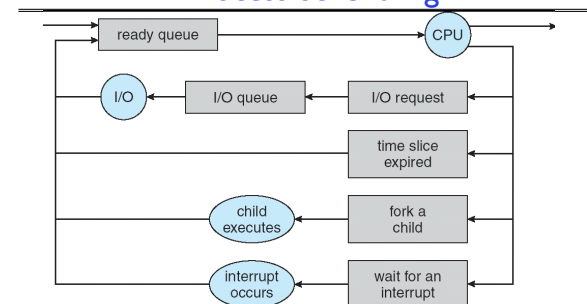 ready queue
CPU
I/O
I/O queue
I/O request
time slice
expired
child
executes
fork a
child
interrupt
occurs
wait for an
interrupt